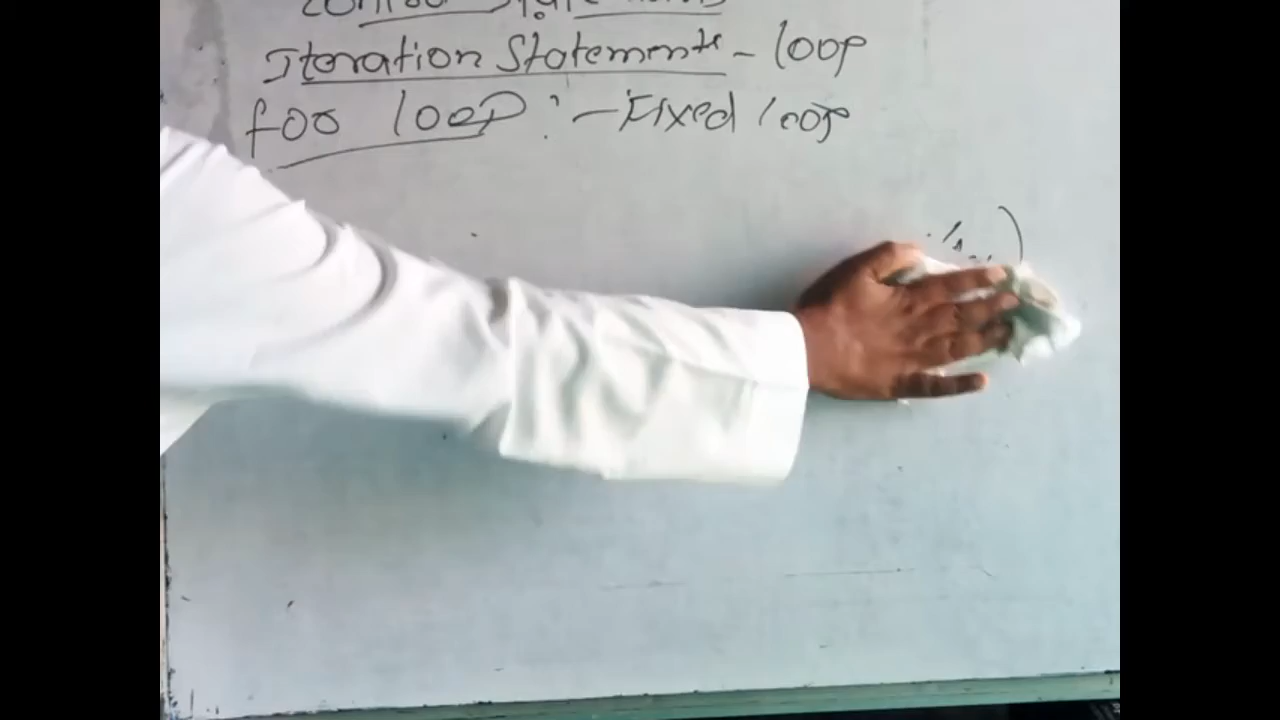 Control Statements
Iteration Statements - loop
for loop :- Fixed loop